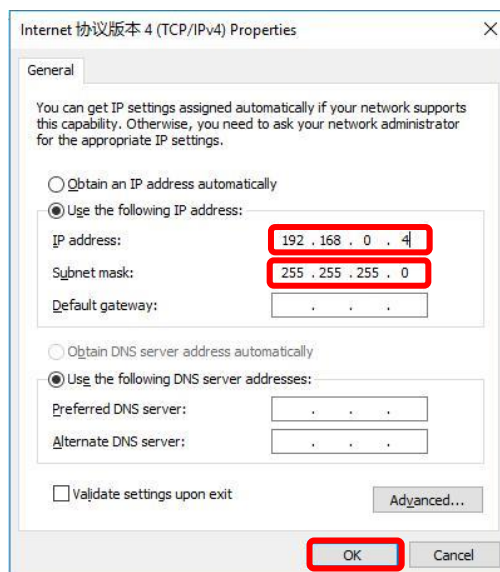 Internet 协议版本 4 (TCP/IPv4) Properties
General
You can get IP settings assigned automatically if your network supports
this capability. Otherwise, you need to ask your network administrator
for the appropriate IP settings.
Obtain an IP address automatically
Use the following IP address:
IP address: 192 . 168 . 0 . 4
Subnet mask: 255 . 255 . 255 . 0
Default gateway: . . .
Obtain DNS server address automatically
Use the following DNS server addresses:
Preferred DNS server: . . .
Alternate DNS server: . . .
Validate settings upon exit
Advanced...
OK Cancel